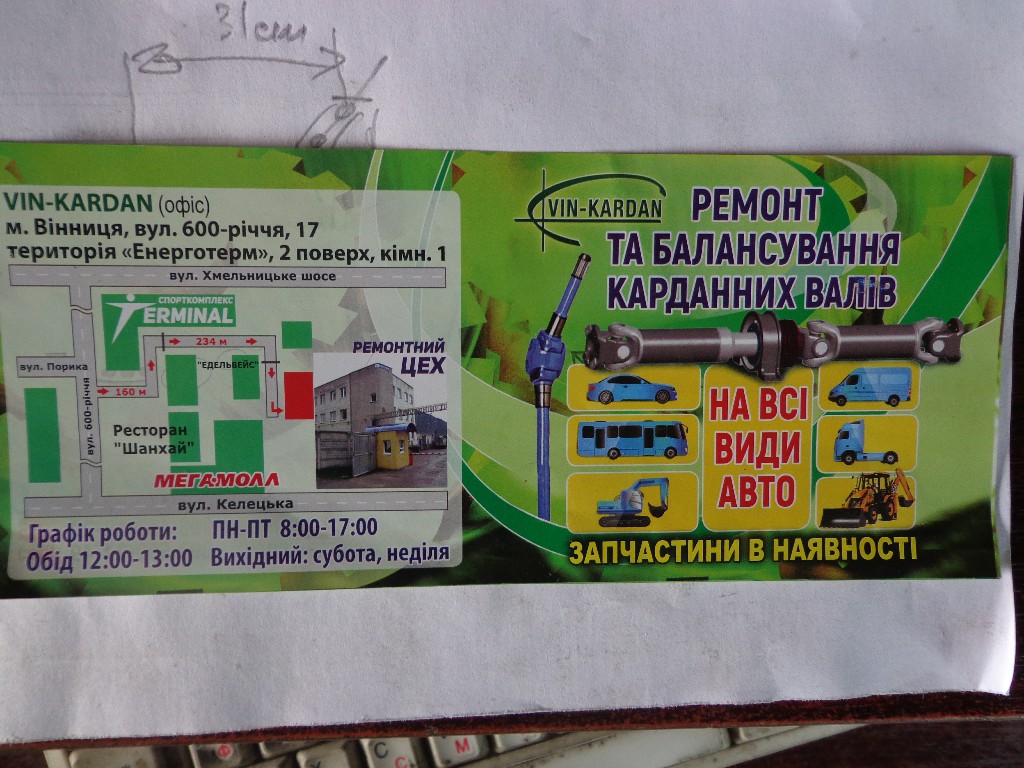 31см
VIN-KARDAN (офіс)
м. Вінниця, вул. 600-річчя, 17
територія «Енерготерм», 2 поверх, кімн. 1
вул. Хмельницьке шосе
СПОРТКОМПЛЕКС
TERMINAL
234 м
"ЕДЕЛЬВЕЙС"
вул. Порика
160 м
вул. 600-річчя
Ресторан
"Шанхай"
МЕГАМОЛЛ
вул. Келецька
РЕМОНТНИЙ
ЦЕХ
Графік роботи: ПН-ПТ 8:00-17:00
Обід 12:00-13:00 Вихідний: субота, неділя
VIN-KARDAN
РЕМОНТ
ТА БАЛАНСУВАННЯ
КАРДАННИХ ВАЛІВ
НА ВСІ
ВИДИ
АВТО
ЗАПЧАСТИНИ В НАЯВНОСТІ
Ф С С М